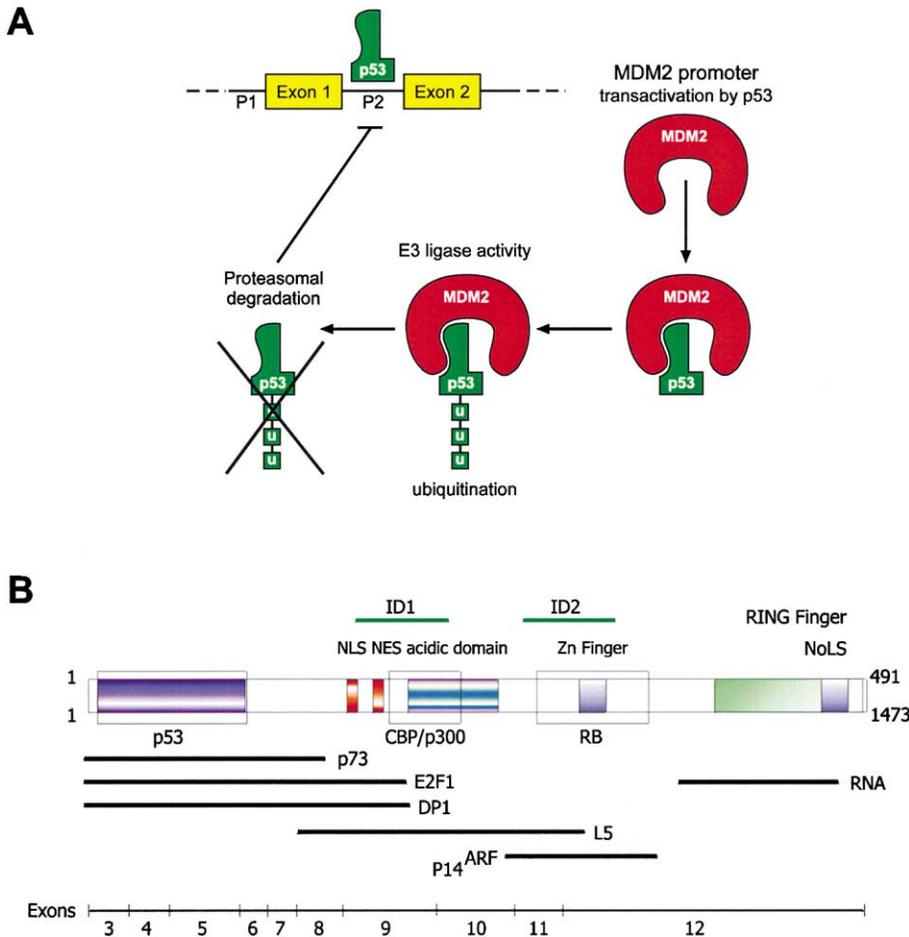 A
p53
P1
Exon 1
P2
Exon 2
MDM2 promoter
transactivation by p53
MDM2
E3 ligase activity
Proteasomal
degradation
MDM2
MDM2
p53
p53
p53
u
u
u
u
u
u
ubiquitination
B
ID1
ID2
RING Finger
NLS NES acidic domain
Zn Finger
NoLS
1
491
1
1473
p53
CBP/p300
RB
p73
E2F1
RNA
DP1
L5
P14ARF
Exons
3 4 5 6 7 8 9 10 11 12